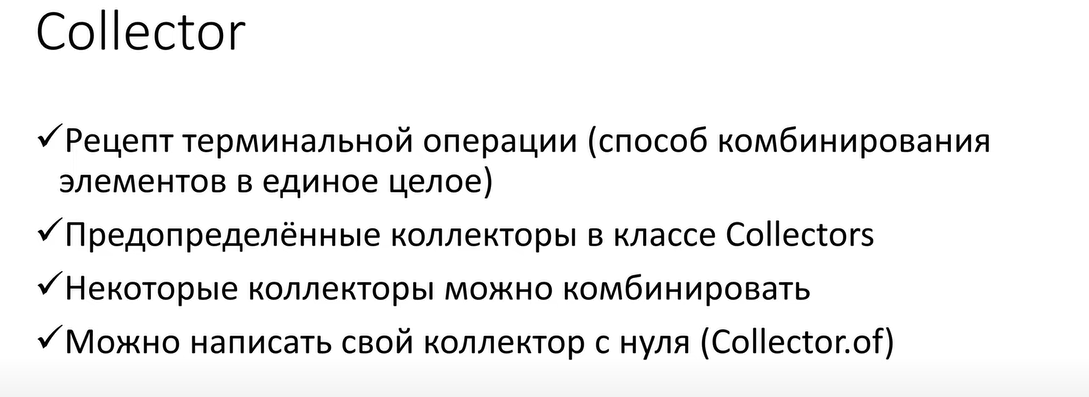 Collector
✓Рецепт терминальной операции (способ комбинирования
элементов в единое целое)
✓Предопределённые коллекторы в классе Collectors
✓Некоторые коллекторы можно комбинировать
✓Можно написать свой коллектор с нуля (Collector.of)